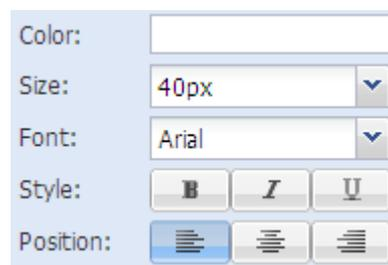 Color:
Size: 40px
Font: Arial
Style: B I U
Position: